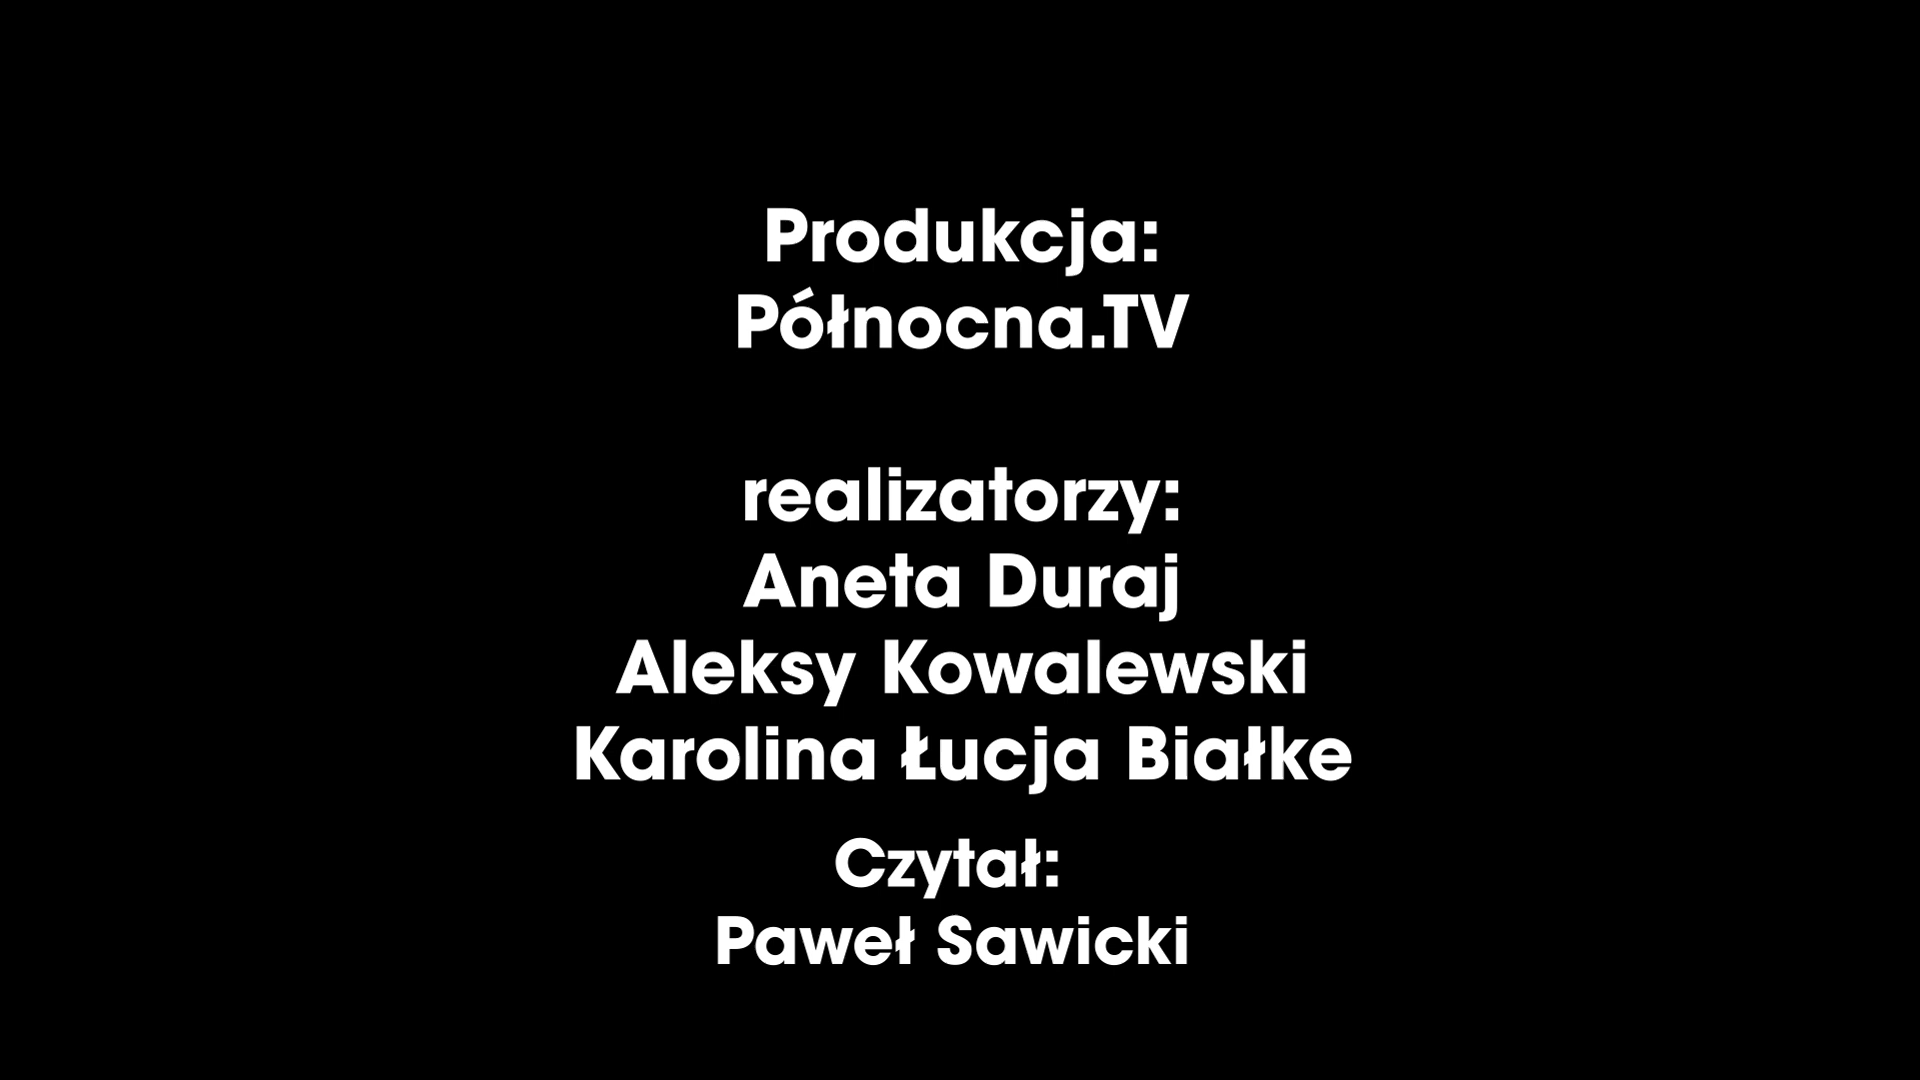 Produkcja:
Północna.TV
realizatorzy:
Aneta Duraj
Aleksy Kowalewski
Karolina Łucja Białke
Czytał:
Paweł Sawicki